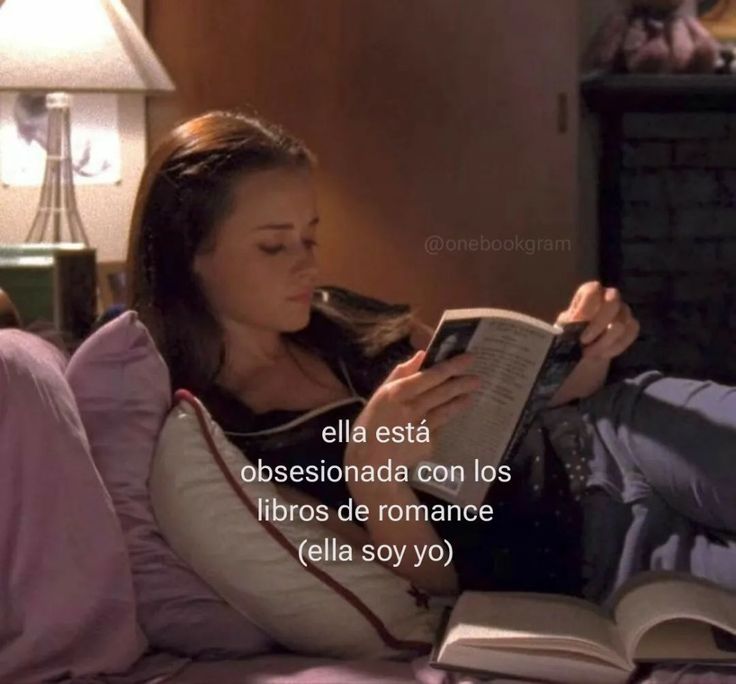 @onebookgram
ella está
obsesionada con los
libros de romance
(ella soy yo)